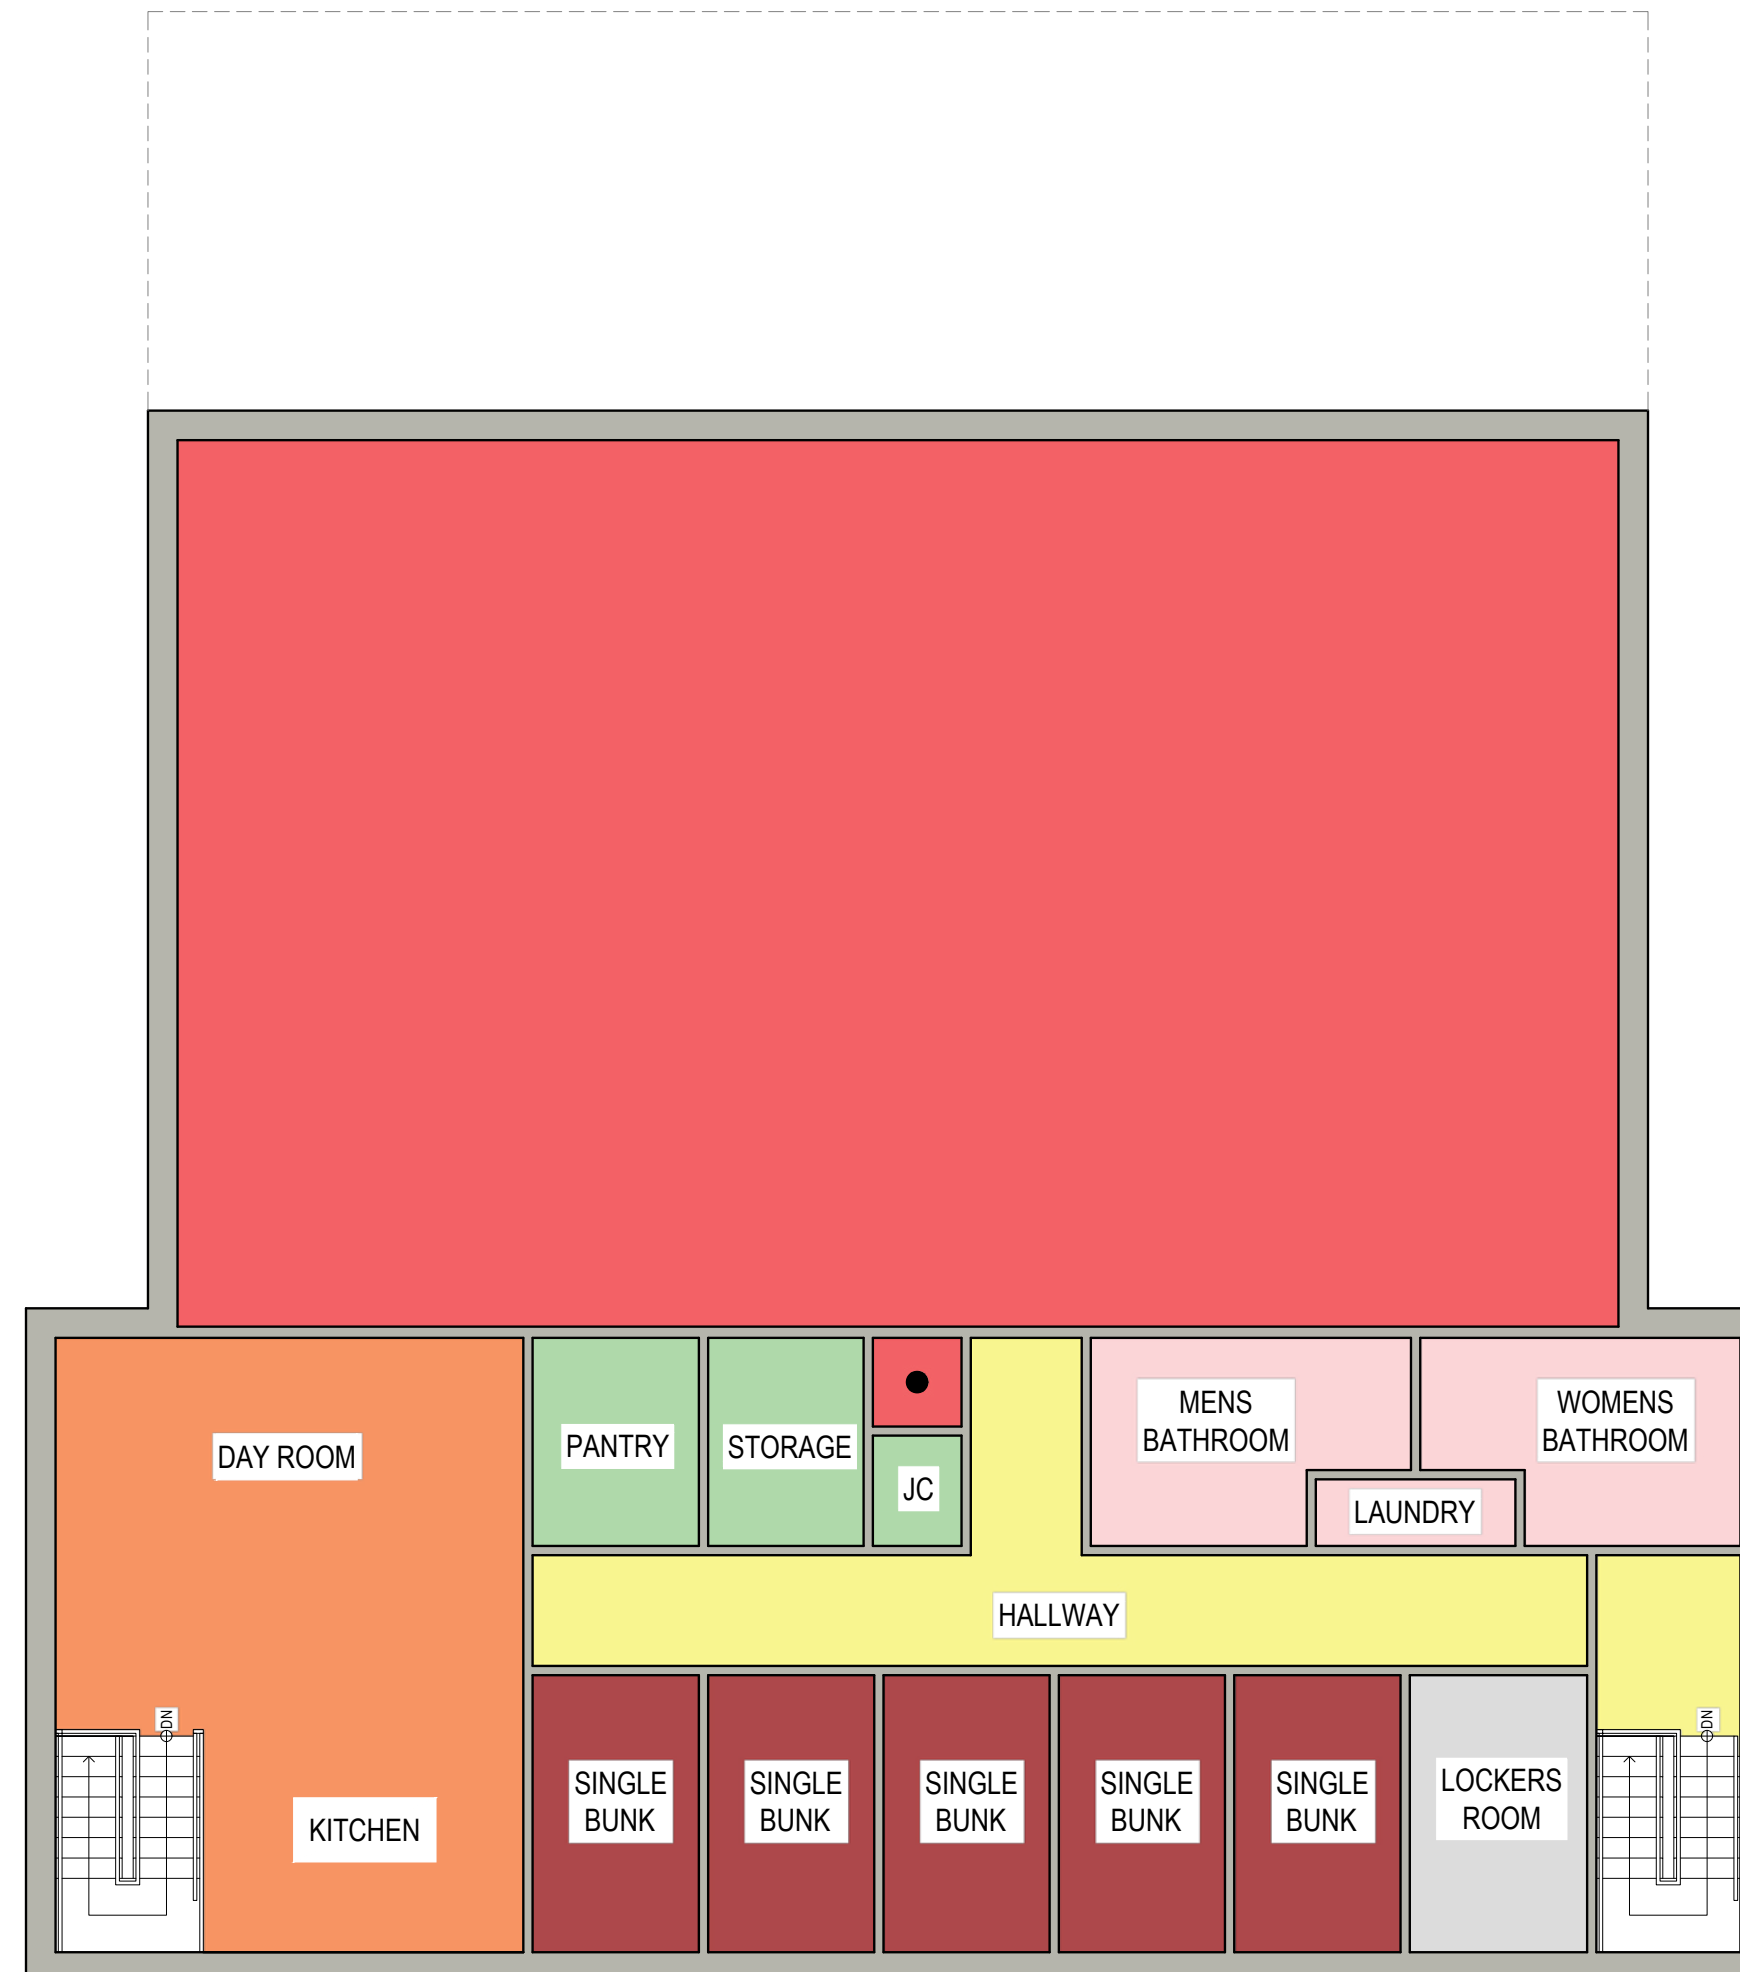 MENS
BATHROOM
WOMENS
BATHROOM
DAY ROOM
PANTRY
STORAGE
JC
LAUNDRY
HALLWAY
DN
DN
SINGLE
BUNK
SINGLE
BUNK
SINGLE
BUNK
SINGLE
BUNK
SINGLE
BUNK
LOCKERS
ROOM
KITCHEN